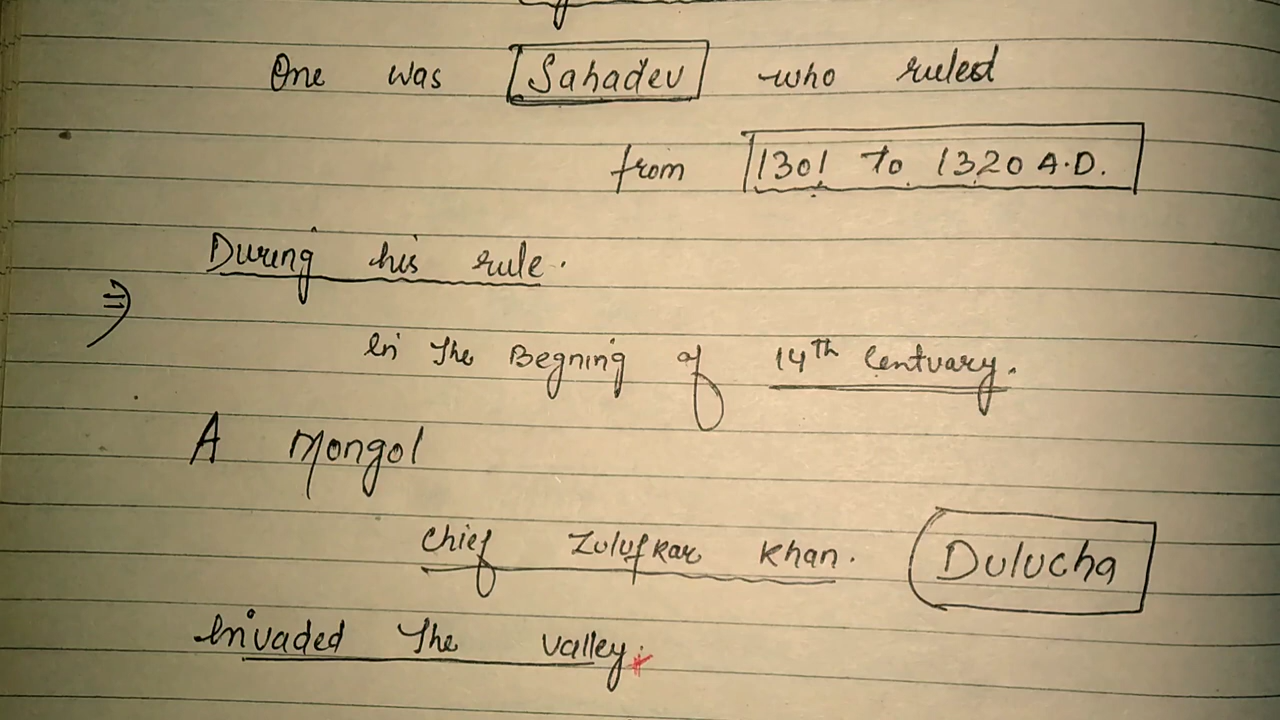 One was Sahadev who ruled
from 1301 to 1320 A.D.
During his rule.
⇒
In the Begning of 14th Centuary.
A Mongol
chief Zulufkar Khan. Dulucha
Invaded the valley.